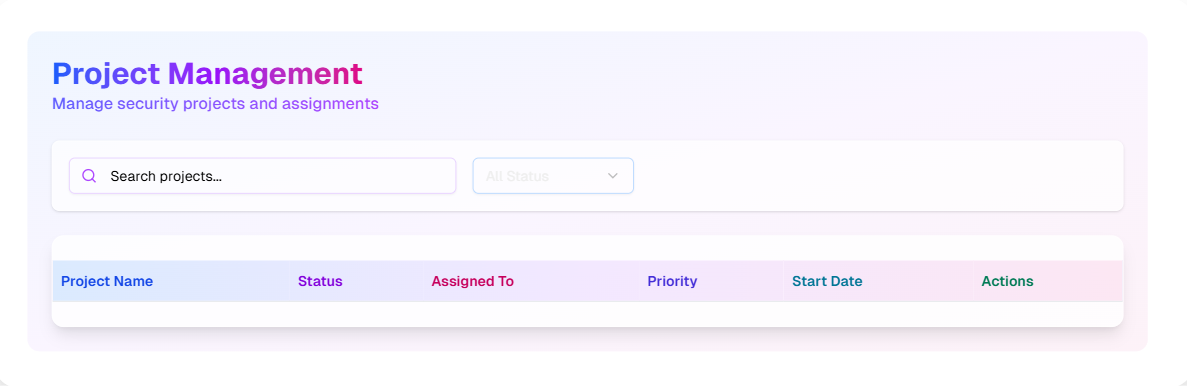 Project Management
Manage security projects and assignments
Search projects... All Status
Project Name Status Assigned To Priority Start Date Actions